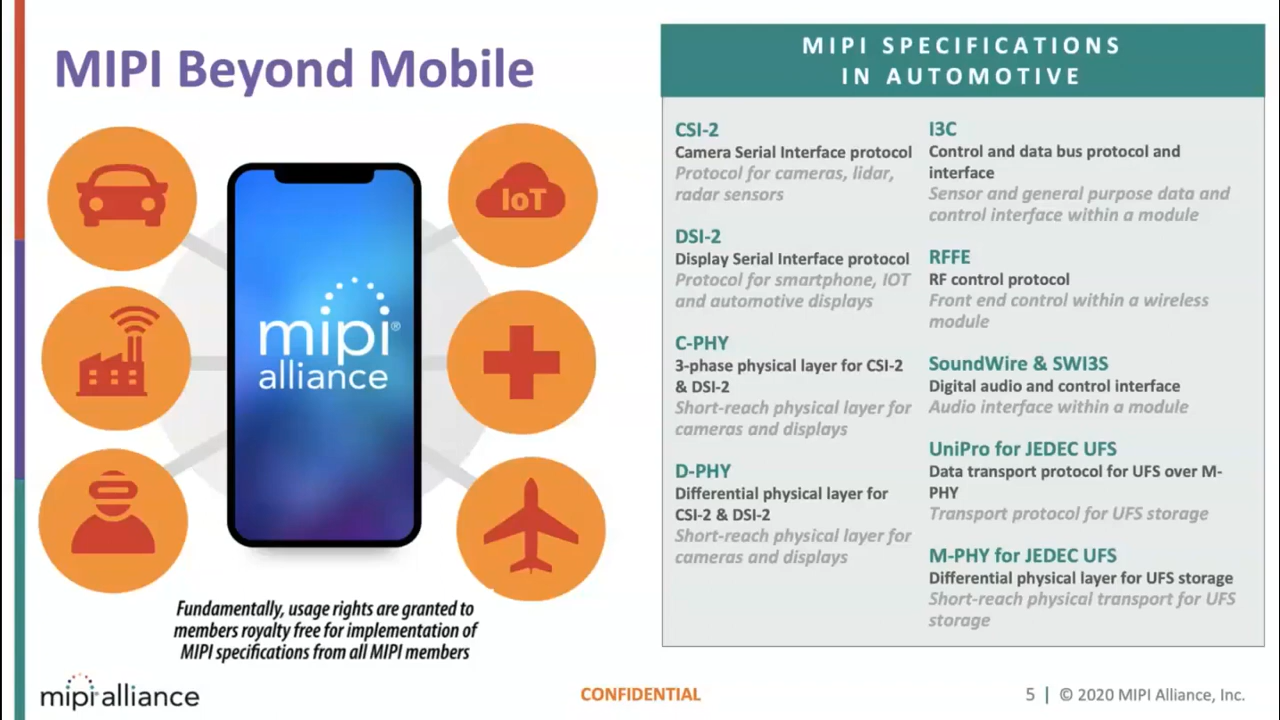 MIPI Beyond Mobile
IoT
mipi®
alliance
Fundamentally, usage rights are granted to
members royalty free for implementation of
MIPI specifications from all MIPI members
MIPI SPECIFICATIONS
IN AUTOMOTIVE
CSI-2
Camera Serial Interface protocol
Protocol for cameras, lidar,
radar sensors
DSI-2
Display Serial Interface protocol
Protocol for smartphone, IOT
and automotive displays
C-PHY
3-phase physical layer for CSI-2
& DSI-2
Short-reach physical layer for
cameras and displays
D-PHY
Differential physical layer for
CSI-2 & DSI-2
Short-reach physical layer for
cameras and displays
I3C
Control and data bus protocol and
interface
Sensor and general purpose data and
control interface within a module
RFFE
RF control protocol
Front end control within a wireless
module
SoundWire & SWI3S
Digital audio and control interface
Audio interface within a module
UniPro for JEDEC UFS
Data transport protocol for UFS over M-
PHY
Transport protocol for UFS storage
M-PHY for JEDEC UFS
Differential physical layer for UFS storage
Short-reach physical transport for UFS
storage
mipi alliance
CONFIDENTIAL
5 | © 2020 MIPI Alliance, Inc.